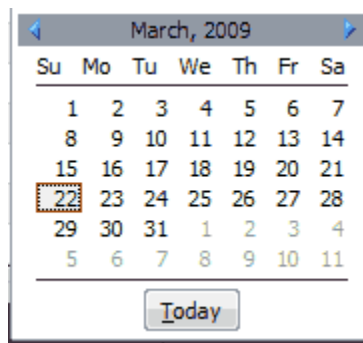 March, 2009
Su Mo Tu We Th Fr Sa
1 2 3 4 5 6 7
8 9 10 11 12 13 14
15 16 17 18 19 20 21
22 23 24 25 26 27 28
29 30 31 1 2 3 4
5 6 7 8 9 10 11
Today